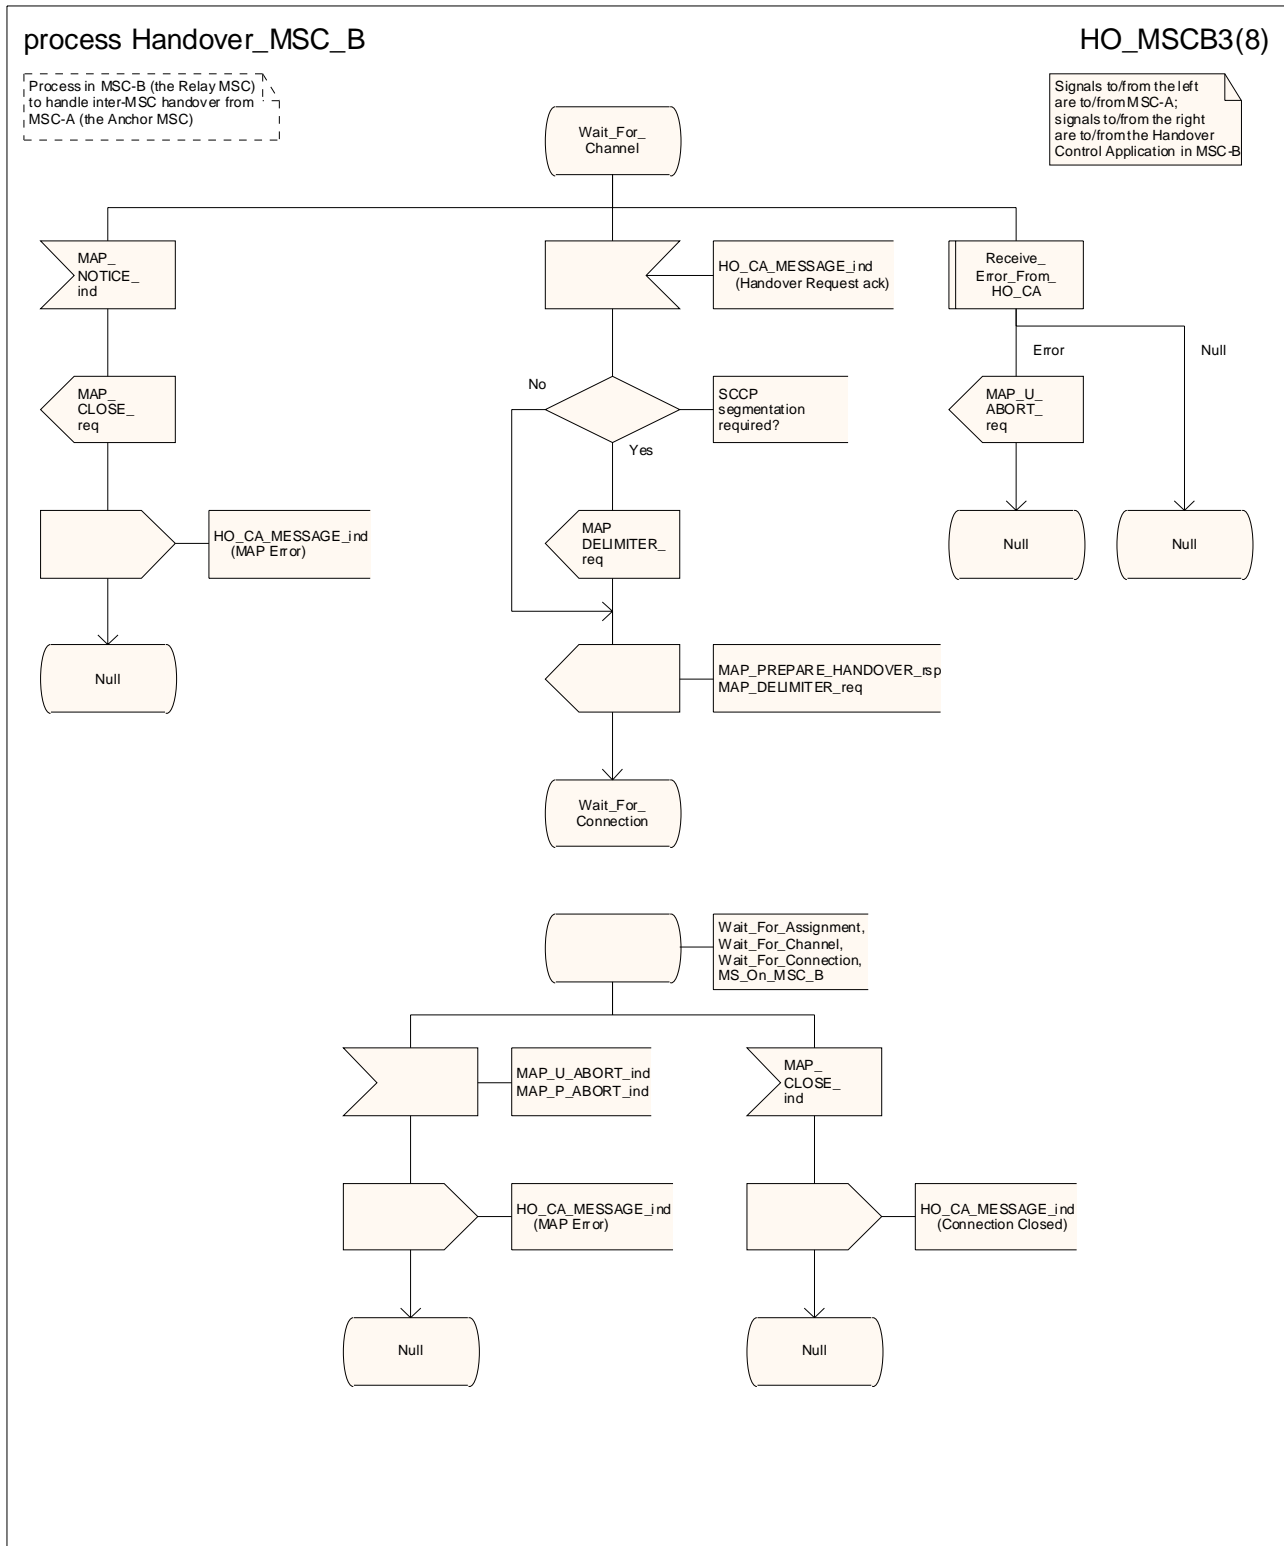 process Handover_MSC_B
HO_MSCB3(8)
Process in MSC-B (the Relay MSC)
to handle inter-MSC handover from
MSC-A (the Anchor MSC)
Signals to/from the left
are to/from MSC-A;
signals to/from the right
are to/from the Handover
Control Application in MSC-B
Wait_For_
Channel
MAP_
NOTICE_
ind
HO_CA_MESSAGE_ind
(Handover Request ack)
Receive_
Error_From_
HO_CA
Error
Null
MAP_
CLOSE_
req
No
SCCP
segmentation
required?
Yes
MAP_U_
ABORT_
req
HO_CA_MESSAGE_ind
(MAP Error)
MAP
DELIMITER_
req
Null
Null
Null
MAP_PREPARE_HANDOVER_rsp
MAP_DELIMITER_req
Wait_For_
Connection
Wait_For_Assignment,
Wait_For_Channel,
Wait_For_Connection,
MS_On_MSC_B
MAP_U_ABORT_ind
MAP_P_ABORT_ind
MAP_
CLOSE_
ind
HO_CA_MESSAGE_ind
(MAP Error)
HO_CA_MESSAGE_ind
(Connection Closed)
Null
Null